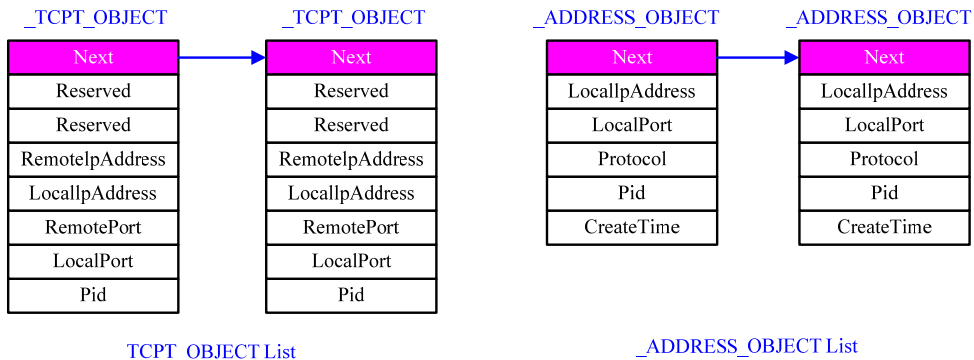 _TCPT_OBJECT
Next
Reserved
Reserved
RemoteIpAddress
LocalIpAddress
RemotePort
LocalPort
Pid
_TCPT_OBJECT
Next
Reserved
Reserved
RemoteIpAddress
LocalIpAddress
RemotePort
LocalPort
Pid
TCPT_OBJECT List
_ADDRESS_OBJECT
Next
LocalIpAddress
LocalPort
Protocol
Pid
CreateTime
_ADDRESS_OBJECT
Next
LocalIpAddress
LocalPort
Protocol
Pid
CreateTime
_ADDRESS_OBJECT List